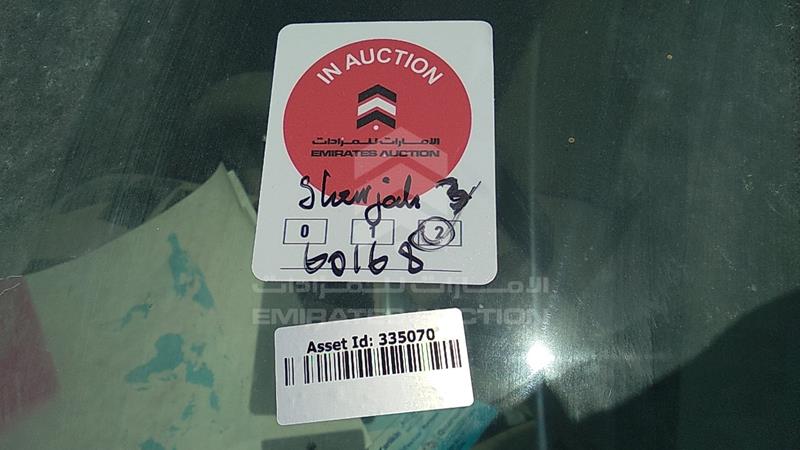 IN AUCTION
الامارات للمزادات
EMIRATES AUCTION
Sharjah 3
0 1 2
60168
الامارات للمزادات
EMIRATES AUCTION
Asset Id: 335070